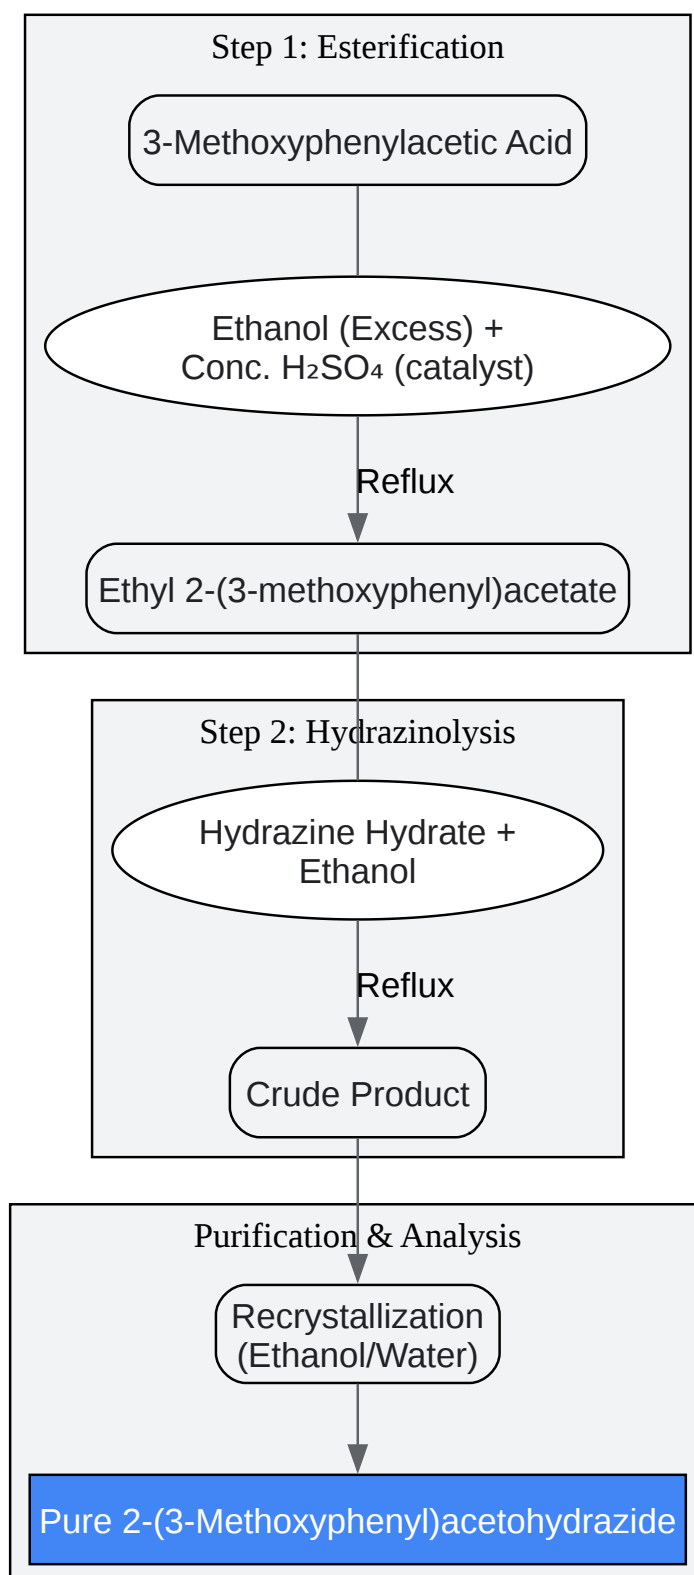 Step 1: Esterification
3-Methoxyphenylacetic Acid
Ethanol (Excess) +
Conc. H₂SO₄ (catalyst)
Reflux
Ethyl 2-(3-methoxyphenyl)acetate
Step 2: Hydrazinolysis
Hydrazine Hydrate +
Ethanol
Reflux
Crude Product
Purification & Analysis
Recrystallization
(Ethanol/Water)
Pure 2-(3-Methoxyphenyl)acetohydrazide